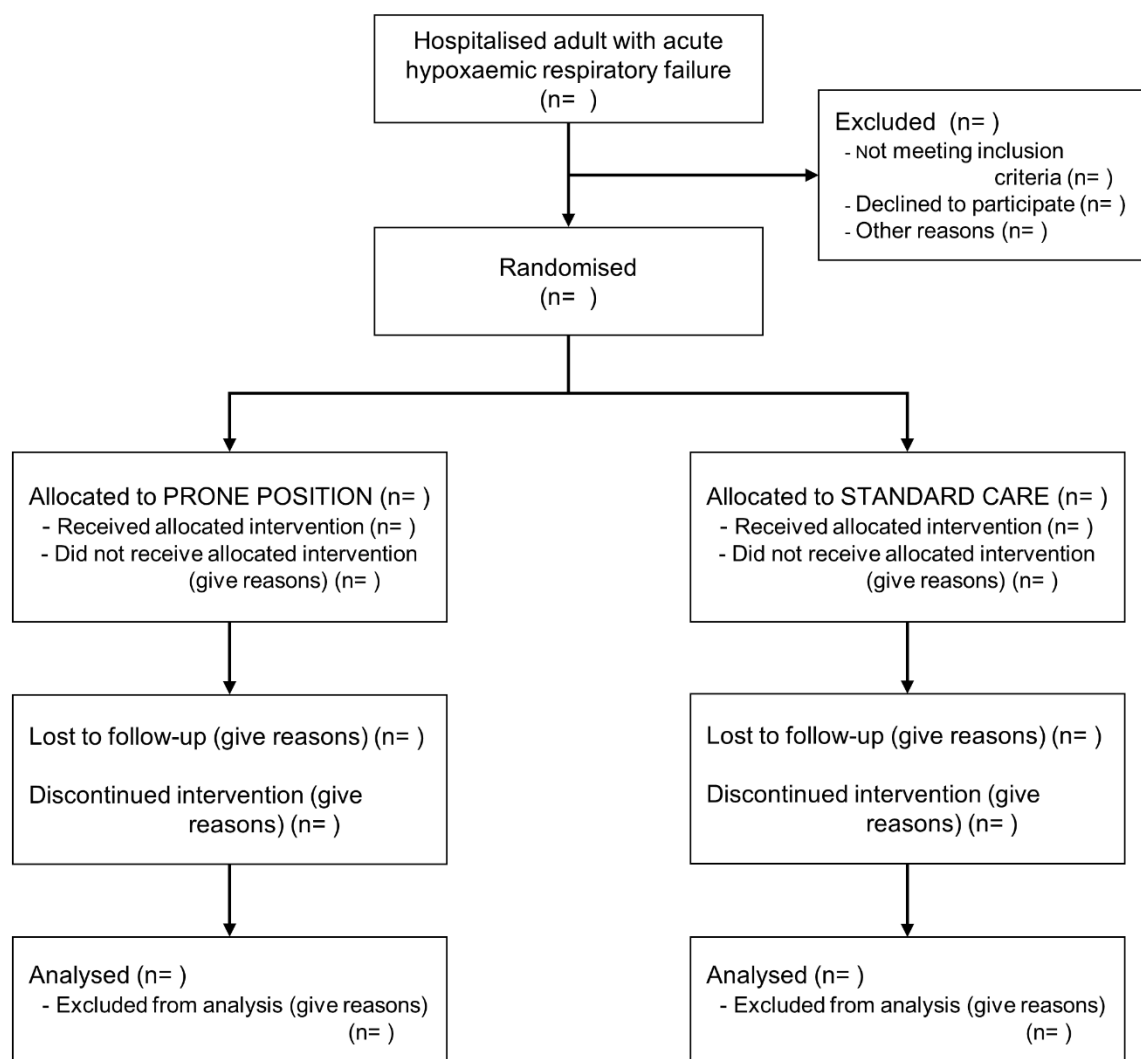 Hospitalised adult with acute
hypoxaemic respiratory failure
(n=  )
Excluded  (n= )
- Not meeting inclusion
criteria (n= )
- Declined to participate (n= )
- Other reasons (n= )
Randomised
(n=  )
Allocated to PRONE POSITION (n= )
- Received allocated intervention (n= )
- Did not receive allocated intervention
(give reasons) (n= )
Allocated to STANDARD CARE (n= )
- Received allocated intervention (n= )
- Did not receive allocated intervention
(give reasons) (n= )
Lost to follow-up (give reasons) (n= )
Discontinued intervention (give
reasons) (n= )
Lost to follow-up (give reasons) (n= )
Discontinued intervention (give
reasons) (n= )
Analysed (n= )
- Excluded from analysis (give reasons)
(n= )
Analysed (n= )
- Excluded from analysis (give reasons)
(n= )